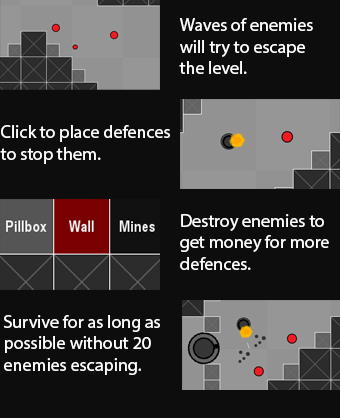 Waves of enemies
will try to escape
the level.
Click to place defences
to stop them.
Pillbox Wall Mines
Destroy enemies to
get money for more
defences.
Survive for as long as
possible without 20
enemies escaping.